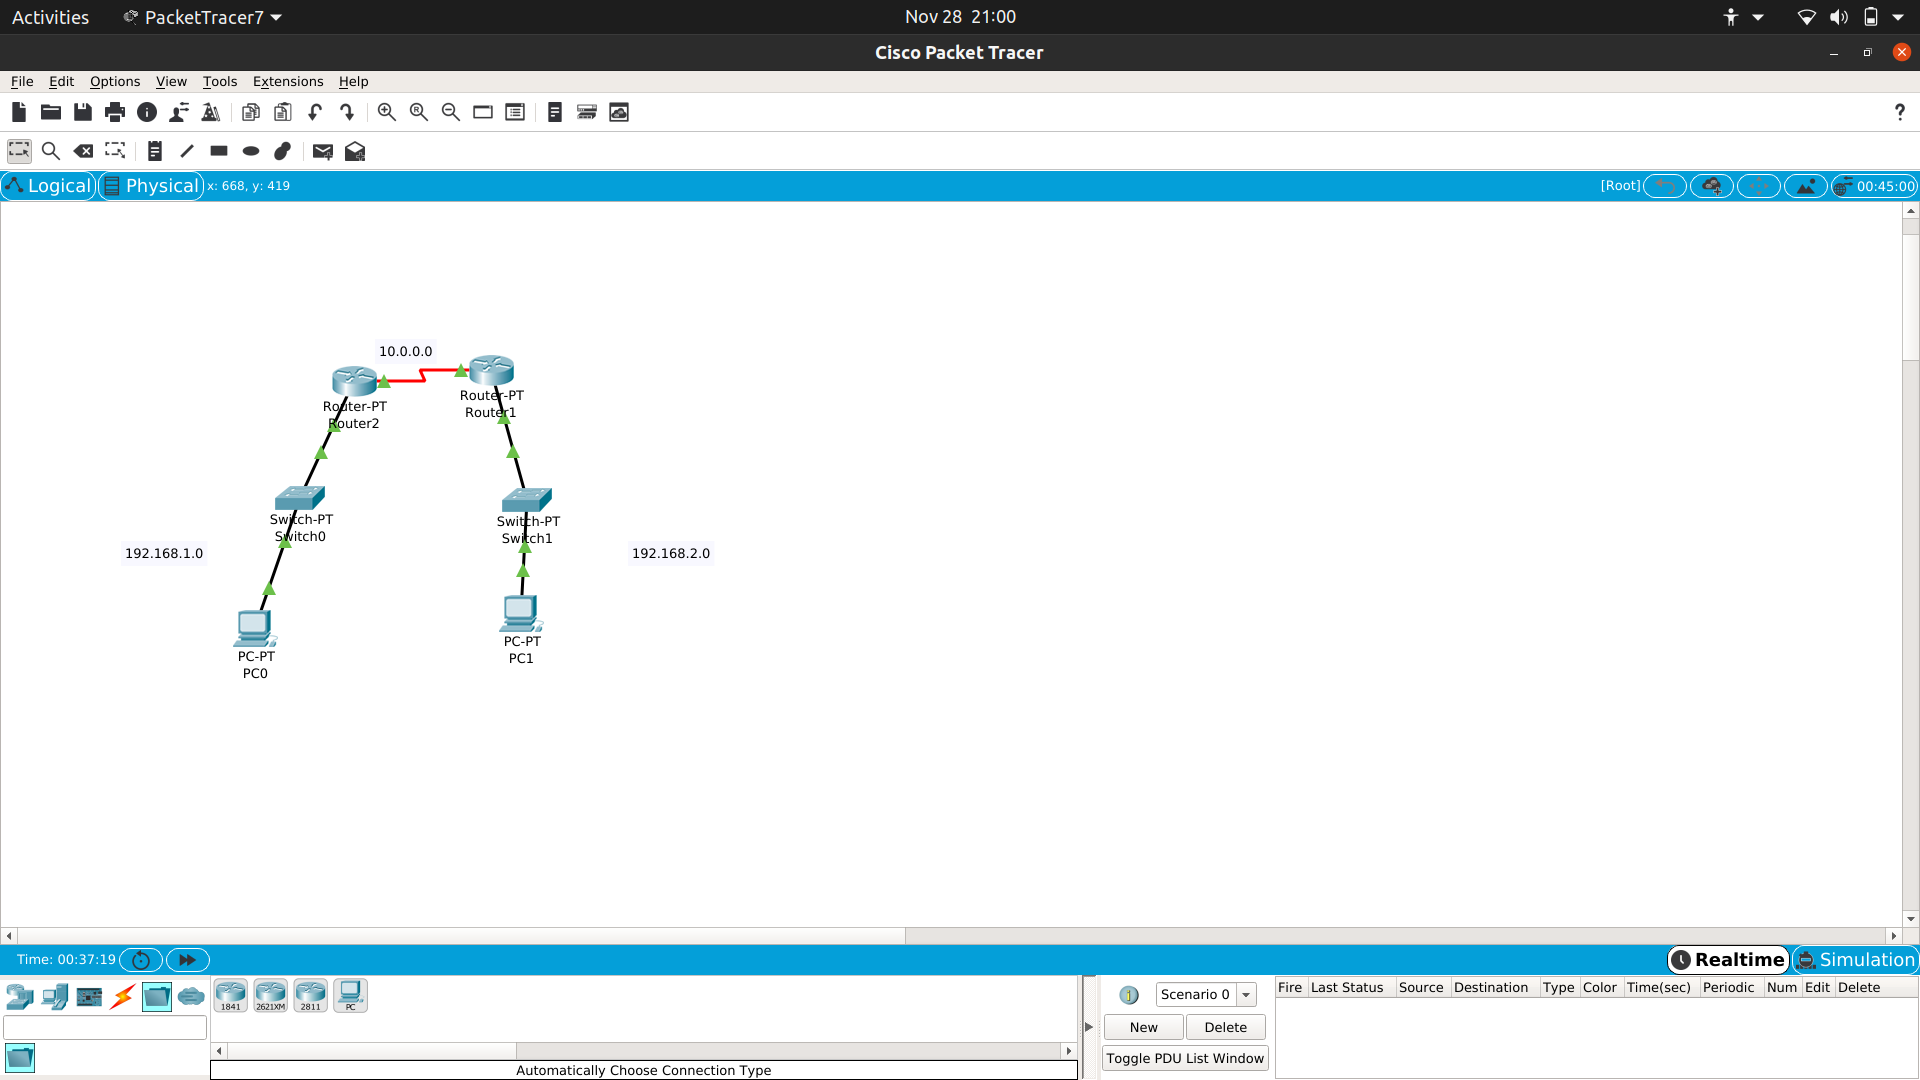 Activities PacketTracer7 Nov 28 21:00
Cisco Packet Tracer
File Edit Options View Tools Extensions Help
?
Logical Physical x: 668, y: 419 [Root] 00:45:00
10.0.0.0
Router-PT
Router1
Router-PT
Router2
Switch-PT
Switch0
Switch-PT
Switch1
192.168.1.0
192.168.2.0
PC-PT
PC1
PC-PT
PC0
Time: 00:37:19 Realtime Simulation
1841 2621XM 2811 PC
Scenario 0
New Delete
Toggle PDU List Window
Fire Last Status Source Destination Type Color Time(sec) Periodic Num Edit Delete
Automatically Choose Connection Type